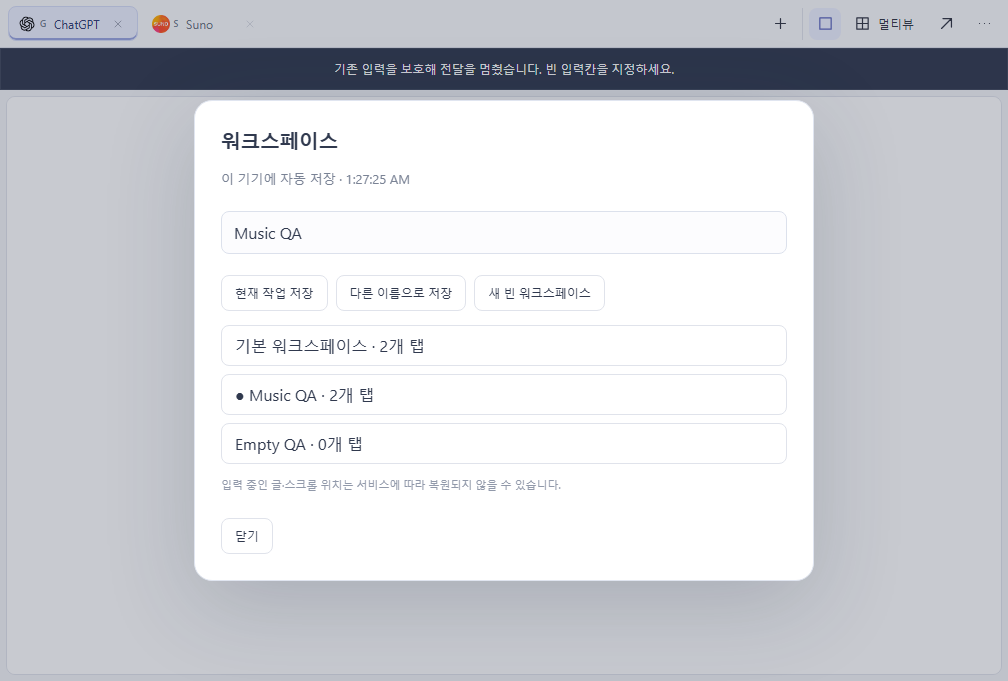 G ChatGPT
SUNO S Suno
멀티뷰
기존 입력을 보호해 전달을 멈췄습니다. 빈 입력칸을 지정하세요.
워크스페이스
이 기기에 자동 저장 · 1:27:25 AM
Music QA
현재 작업 저장 다른 이름으로 저장 새 빈 워크스페이스
기본 워크스페이스 · 2개 탭
● Music QA · 2개 탭
Empty QA · 0개 탭
입력 중인 글·스크롤 위치는 서비스에 따라 복원되지 않을 수 있습니다.
닫기